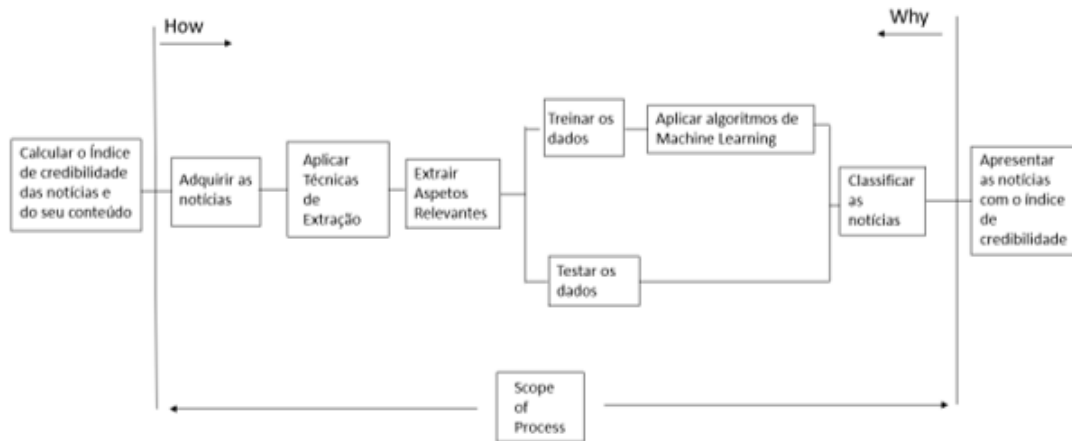 How
Why
Calcular o Índice
de credibilidade
das notícias e
do seu conteúdo
Adquirir as
notícias
Aplicar
Técnicas
de
Extração
Extrair
Aspetos
Relevantes
Treinar os
dados
Aplicar algoritmos de
Machine Learning
Testar os
dados
Classificar
as
notícias
Apresentar
as notícias
com o índice
de
credibilidade
Scope
of
Process